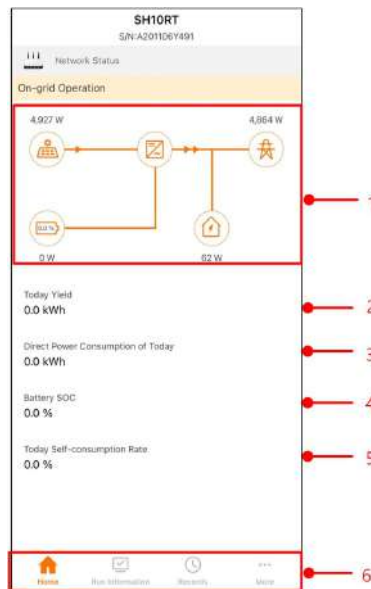 SH10RT
S/N:A201106Y491
Network Status
On-grid Operation
4,927 W
4,864 W
0.0 %
0 W
62 W
1
Today Yield
0.0 kWh
2
Direct Power Consumption of Today
0.0 kWh
3
Battery SOC
0.0 %
4
Today Self-consumption Rate
0.0 %
5
Home
Run Information
Records
More
6